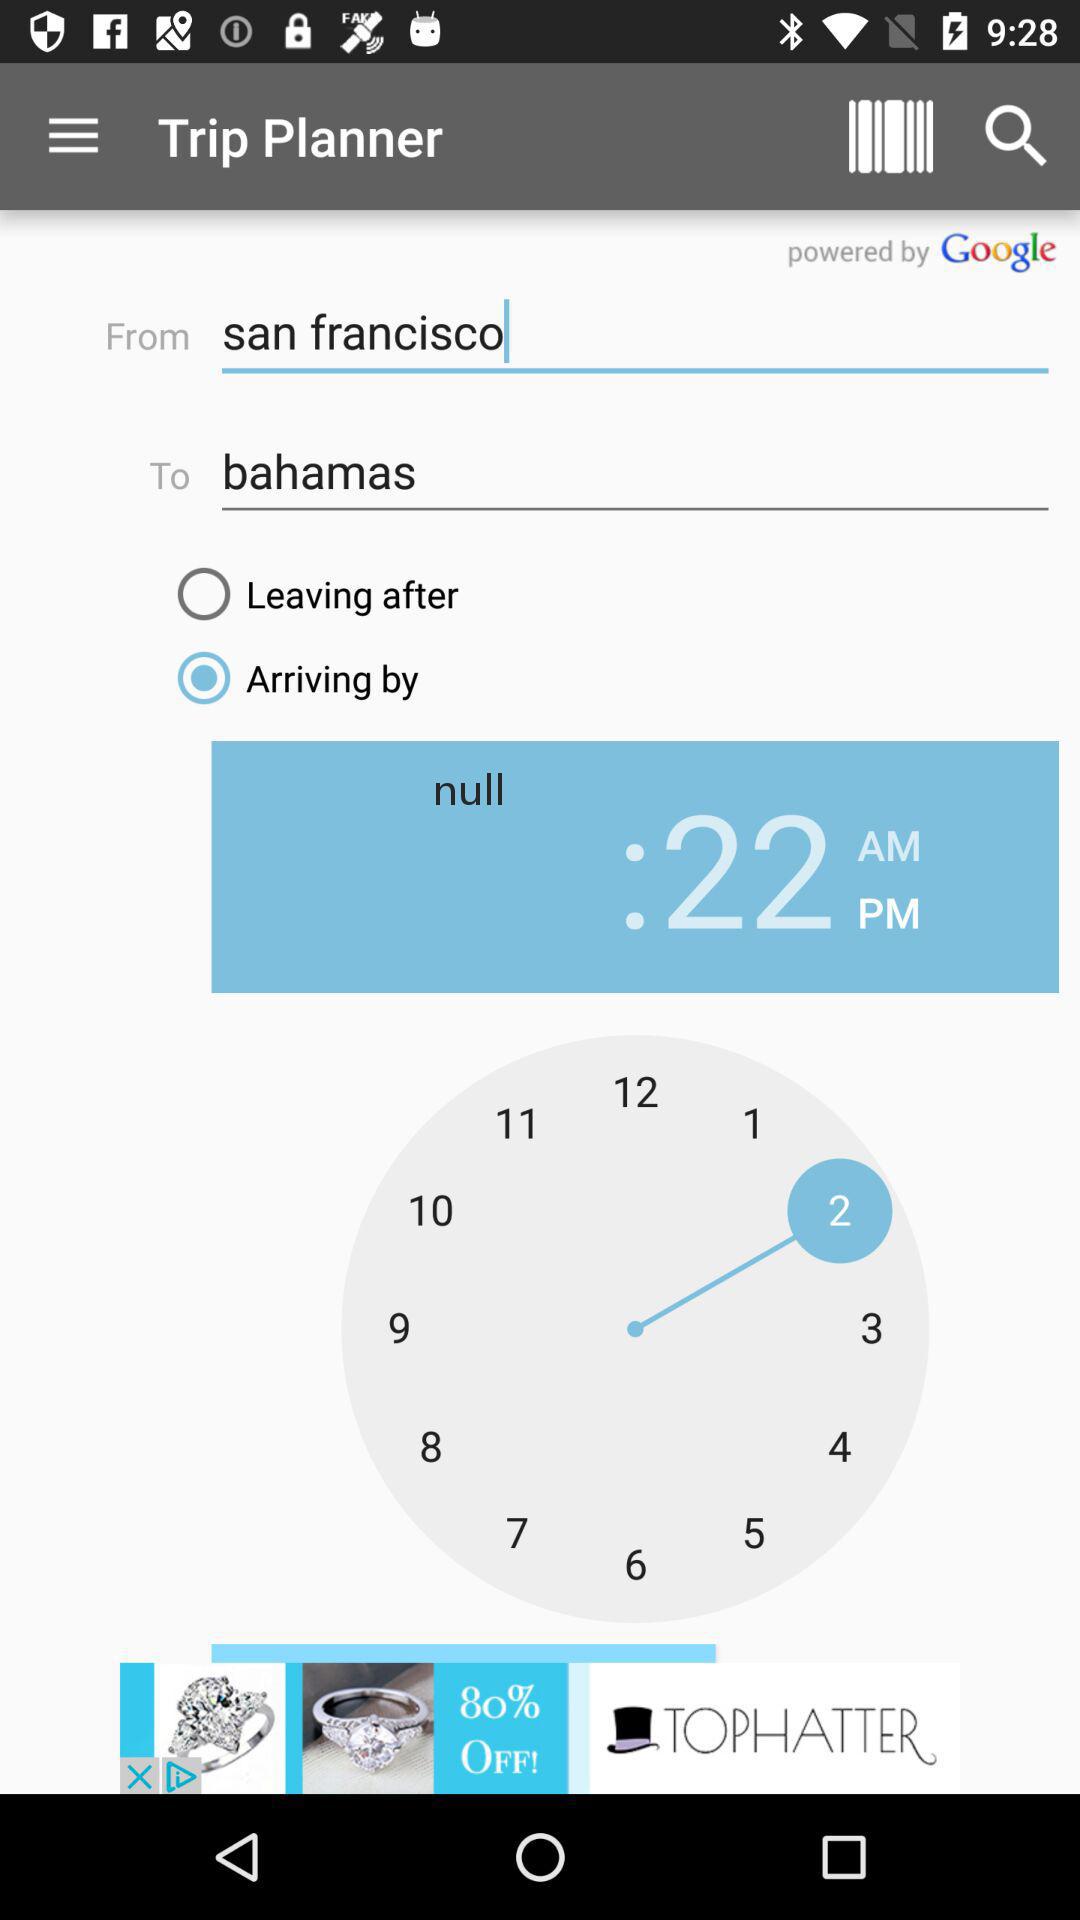 FAKE
9:28
Trip Planner
powered by Google
From san francisco
To bahamas
Leaving after
Arriving by
null
:22
AM
PM
12
11 1
10 2
9 3
8 4
7 5
6
80%
OFF!
TOPHATTER